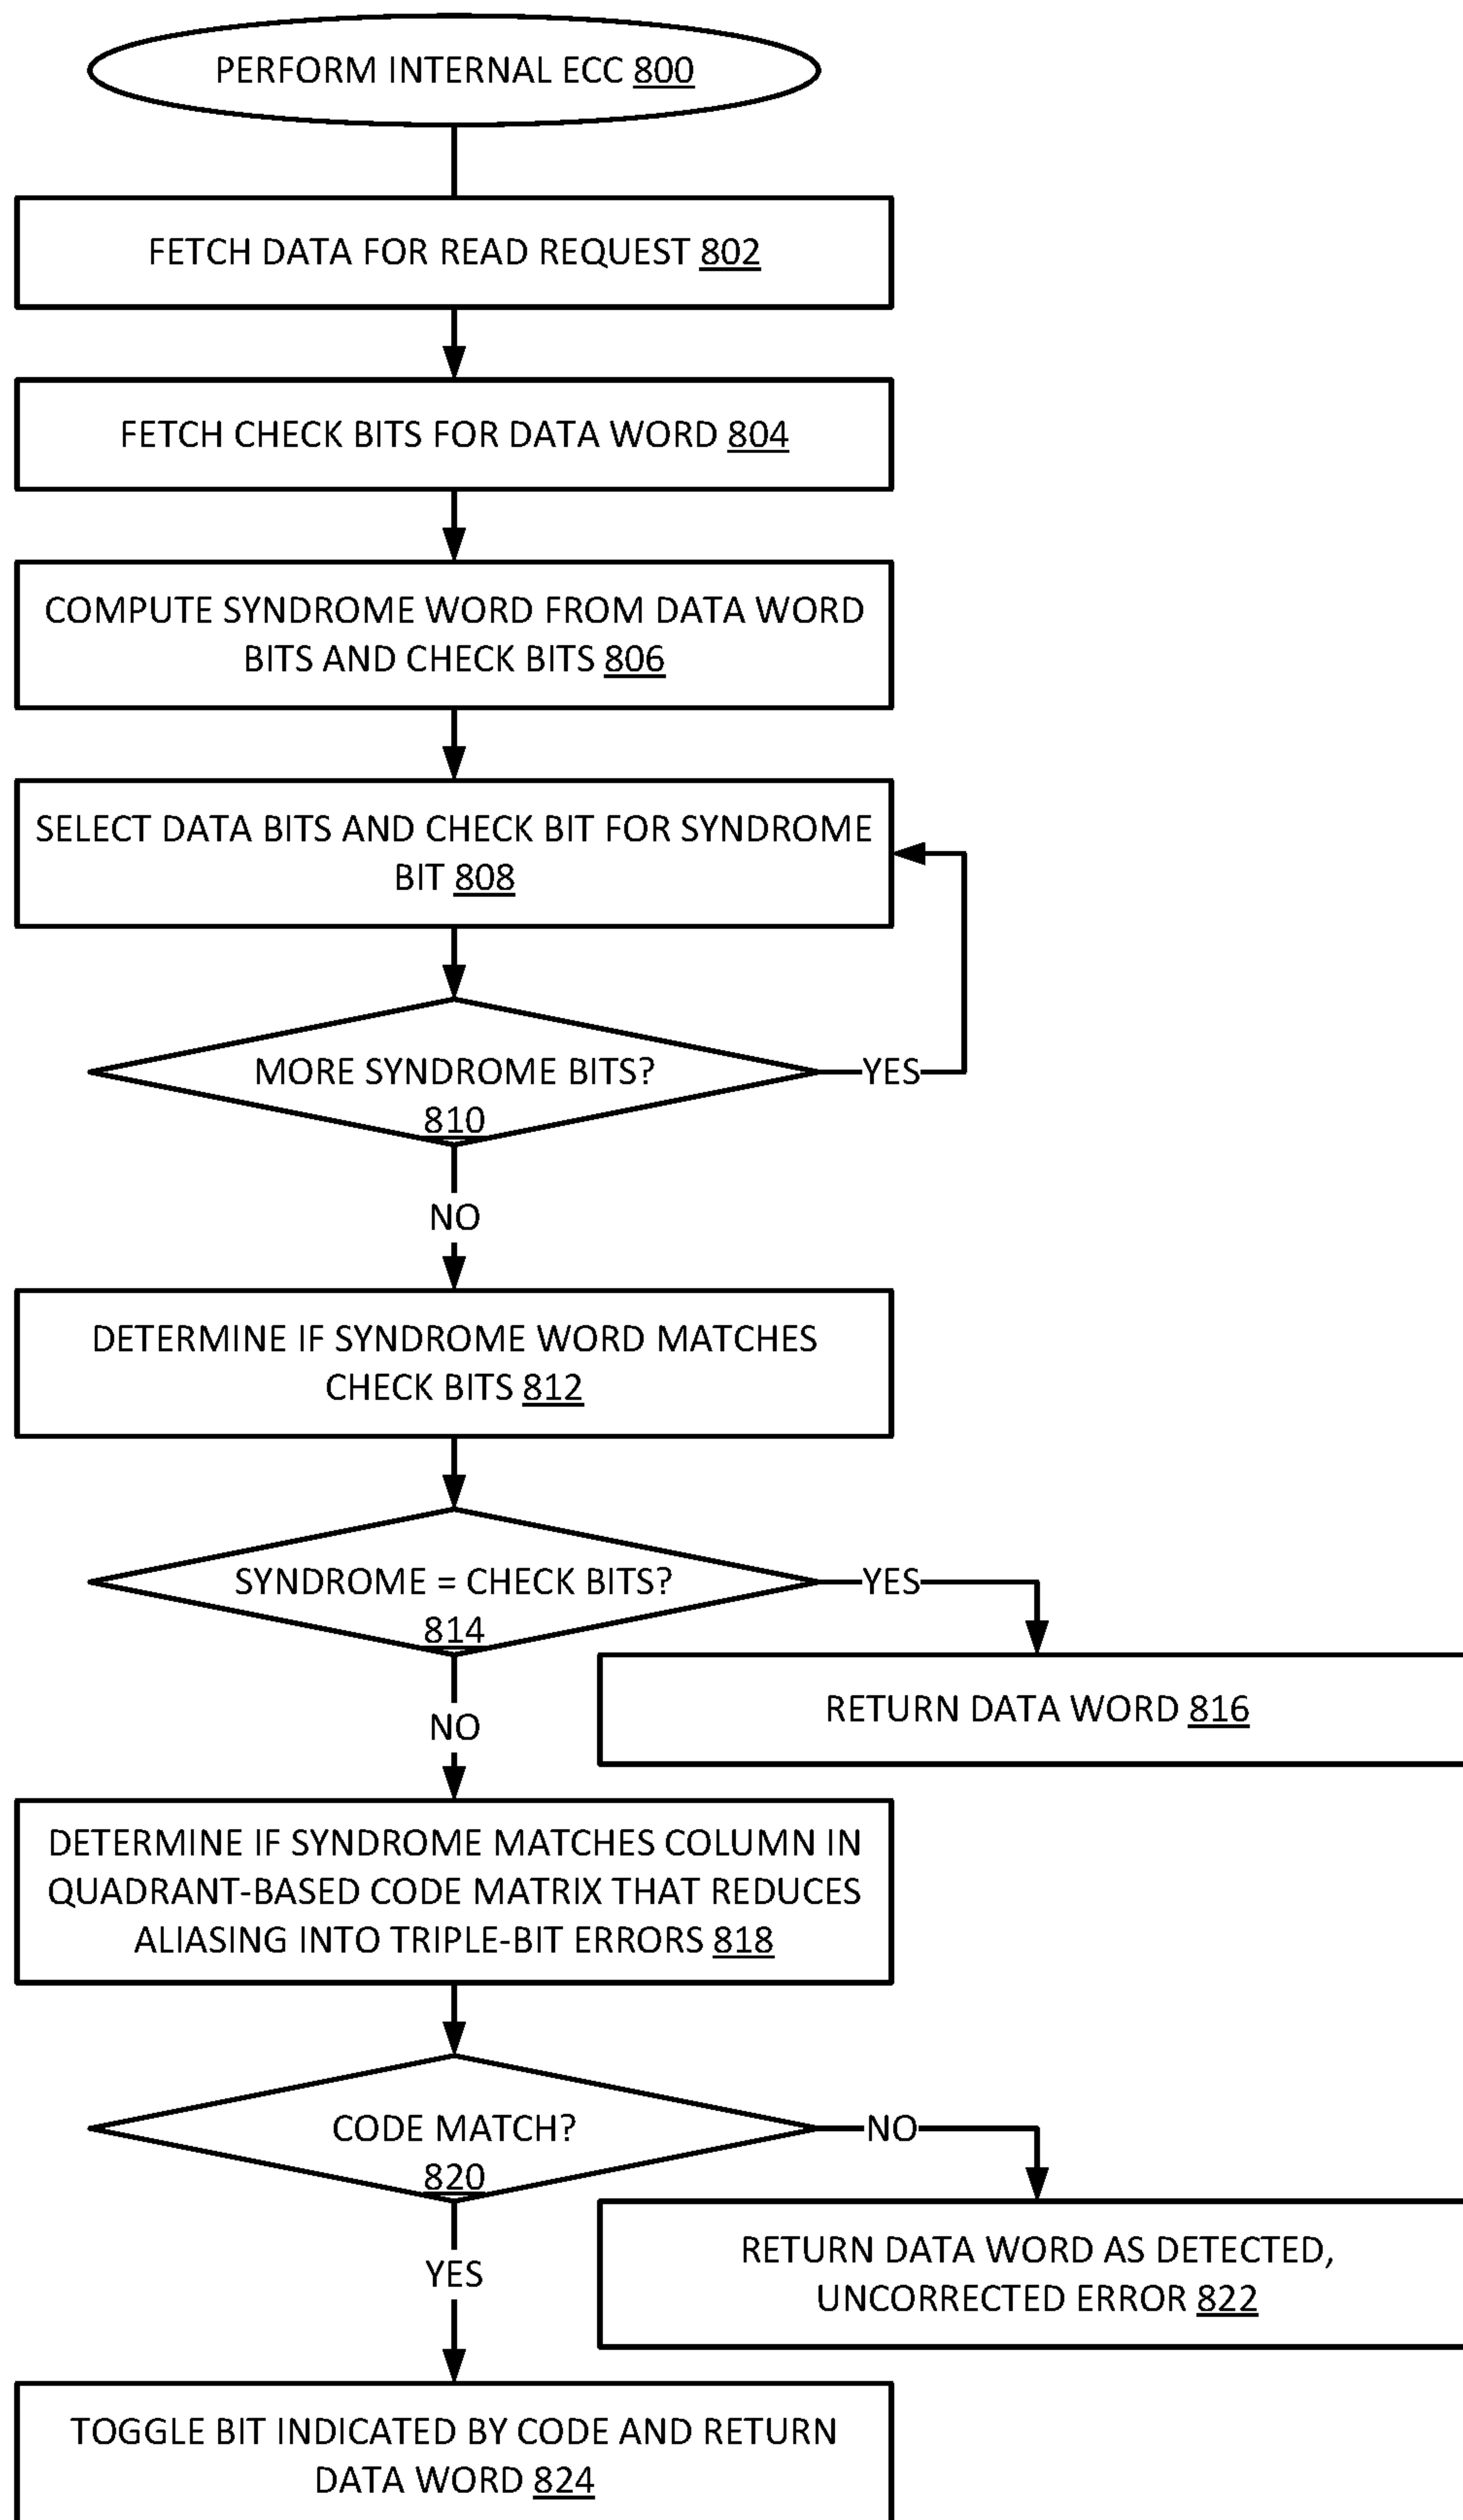 PERFORM INTERNAL ECC 800
FETCH DATA FOR READ REQUEST 802
FETCH CHECK BITS FOR DATA WORD 804
COMPUTE SYNDROME WORD FROM DATA WORD
BITS AND CHECK BITS 806
SELECT DATA BITS AND CHECK BIT FOR SYNDROME
BIT 808
MORE SYNDROME BITS?
YES
810
NO
DETERMINE IF SYNDROME WORD MATCHES
CHECK BITS 812
SYNDROME = CHECK BITS?
YES
814
RETURN DATA WORD 816
NO
DETERMINE IF SYNDROME MATCHES COLUMN IN
QUADRANT-BASED CODE MATRIX THAT REDUCES
ALIASING INTO TRIPLE-BIT ERRORS 818
CODE MATCH?
NO
820
RETURN DATA WORD AS DETECTED,
UNCORRECTED ERROR 822
YES
TOGGLE BIT INDICATED BY CODE AND RETURN
DATA WORD 824